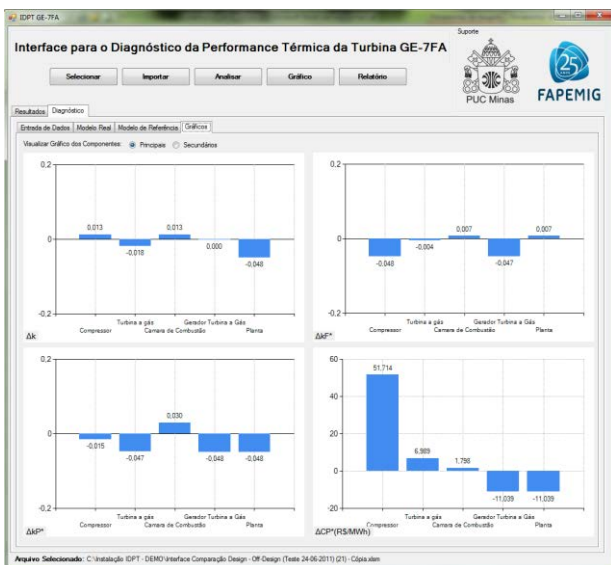 IDPT GE-7FA
Interface para o Diagnóstico da Performance Térmica da Turbina GE-7FA
Suporte
Selecionar Importar Analisar Gráfico Relatório
PUC Minas
25
FAPEMIG
Resultados Diagnóstico
Entrada de Dados Modelo Real Modelo de Referência Gráficos
Visualizar Gráfico dos Componentes: Principais Secundários
0,2
0,013
0,013
0
0,000
-0,018
-0,048
-0,2
Turbina a gás Gerador Turbina a Gás
Compressor Camara de Combustão Planta
Δk
0,2
0,007
0,007
0
-0,004
-0,048
-0,047
-0,2
Turbina a gás Gerador Turbina a Gás
Compressor Camara de Combustão Planta
ΔkF*
0,2
0,030
0
-0,015
-0,047
-0,048
-0,048
-0,2
Turbina a gás Gerador Turbina a Gás
Compressor Camara de Combustão Planta
ΔkP*
60
51,714
40
20
6,989
1,798
0
-11,039
-11,039
-20
Turbina a gás Gerador Turbina a Gás
Compressor Camara de Combustão Planta
ΔCP*(R$/MWh)
Arquivo Selecionado: C:\Instalação IDPT - DEMO\Interface Comparação Design - Off-Design (Teste 24-06-2011) (21) - Cópia.xlsm